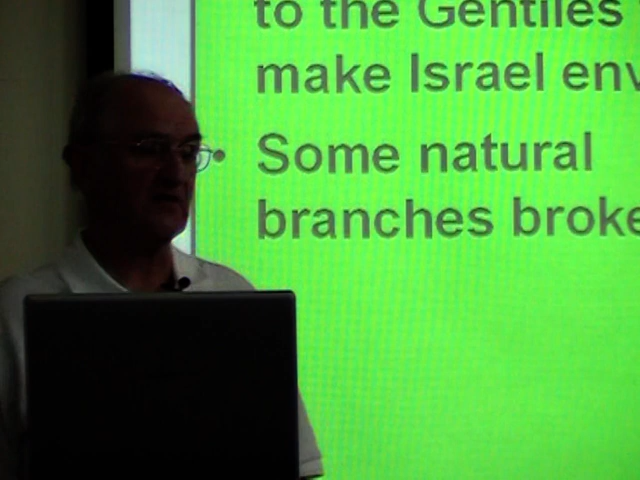 to the Gentiles
make Israel env
• Some natural
branches broke